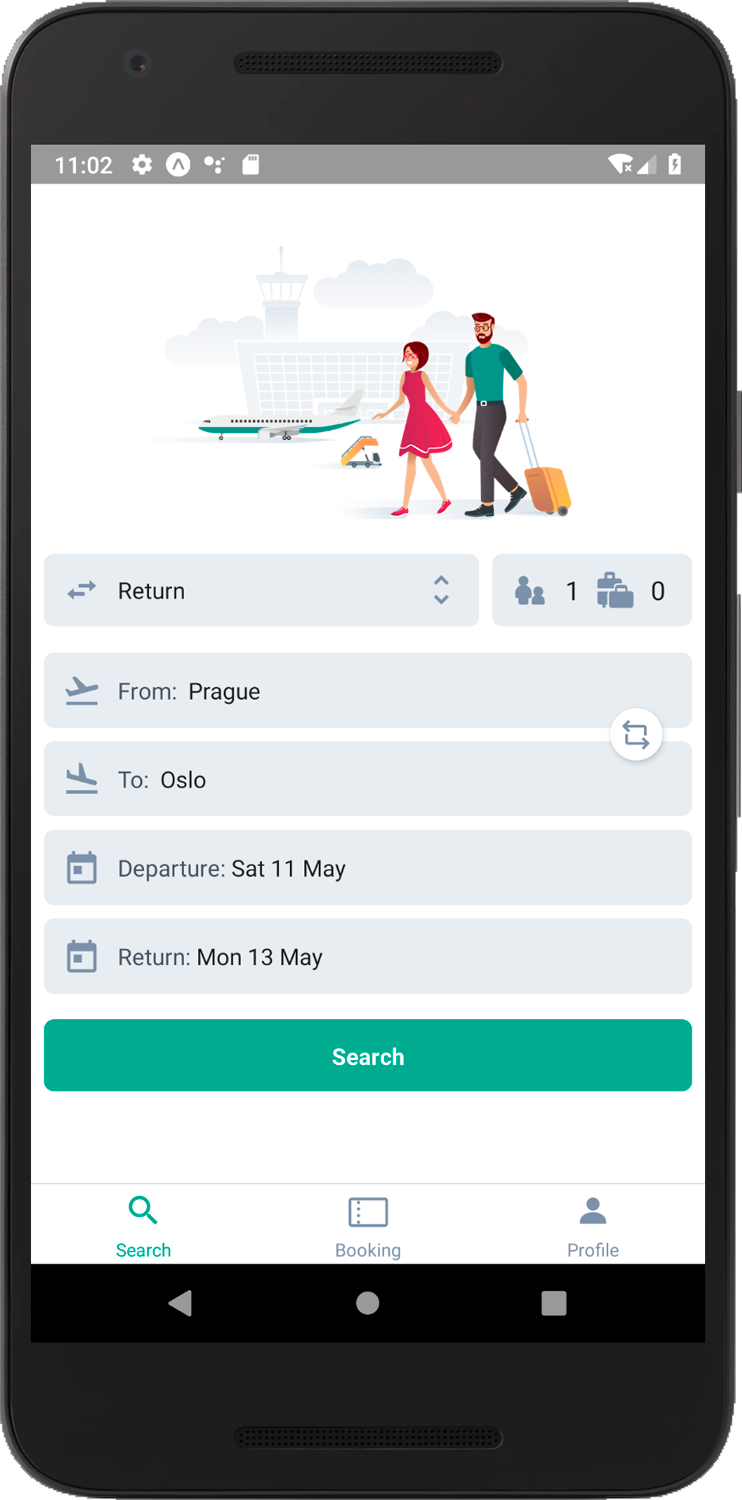 11:02
Return
1 0
From: Prague
To: Oslo
Departure: Sat 11 May
Return: Mon 13 May
Search
Search Booking Profile